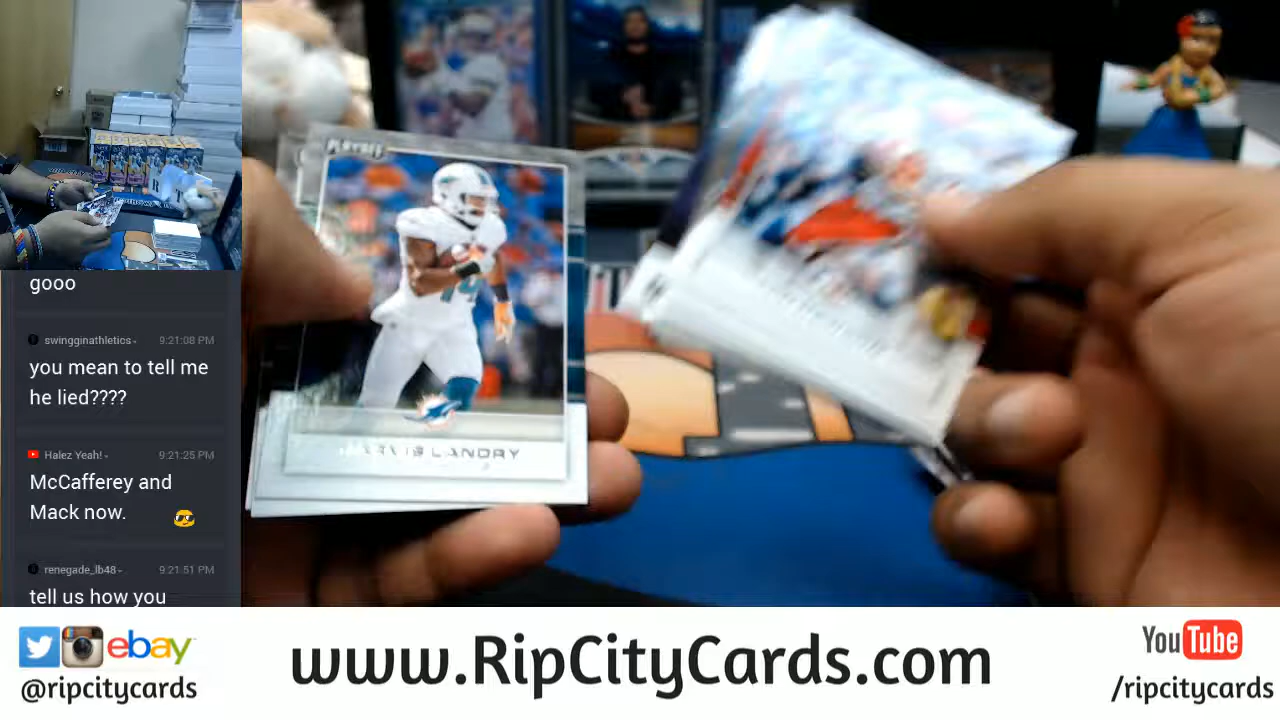 gooo
swingginathletics 9:21:08 PM
you mean to tell me
he lied????
Halez Yeah! 9:21:25 PM
McCafferey and
Mack now.
renegade_lb48 9:21:51 PM
tell us how you
14
JARVIS LANDRY
ebay
@ripcitycards
www.RipCityCards.com
YouTube
/ripcitycards